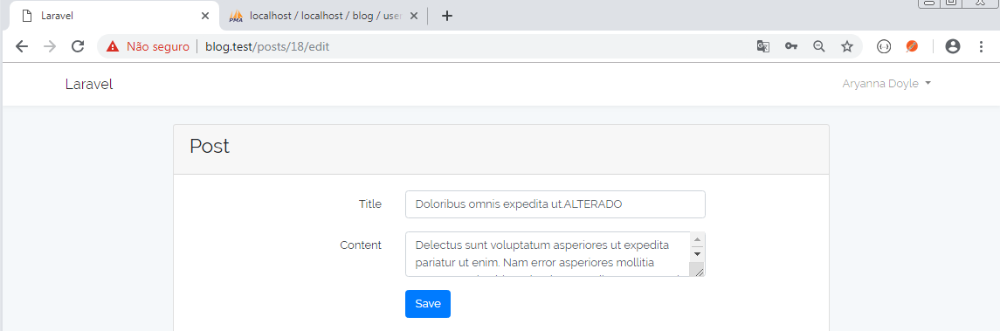 Laravel
localhost / localhost / blog / user
Não seguro
blog.test/posts/18/edit
Laravel
Aryanna Doyle
Post
Title
Doloribus omnis expedita ut.ALTERADO
Content
Delectus sunt voluptatum asperiores ut expedita
pariatur ut enim. Nam error asperiores mollitia
Save